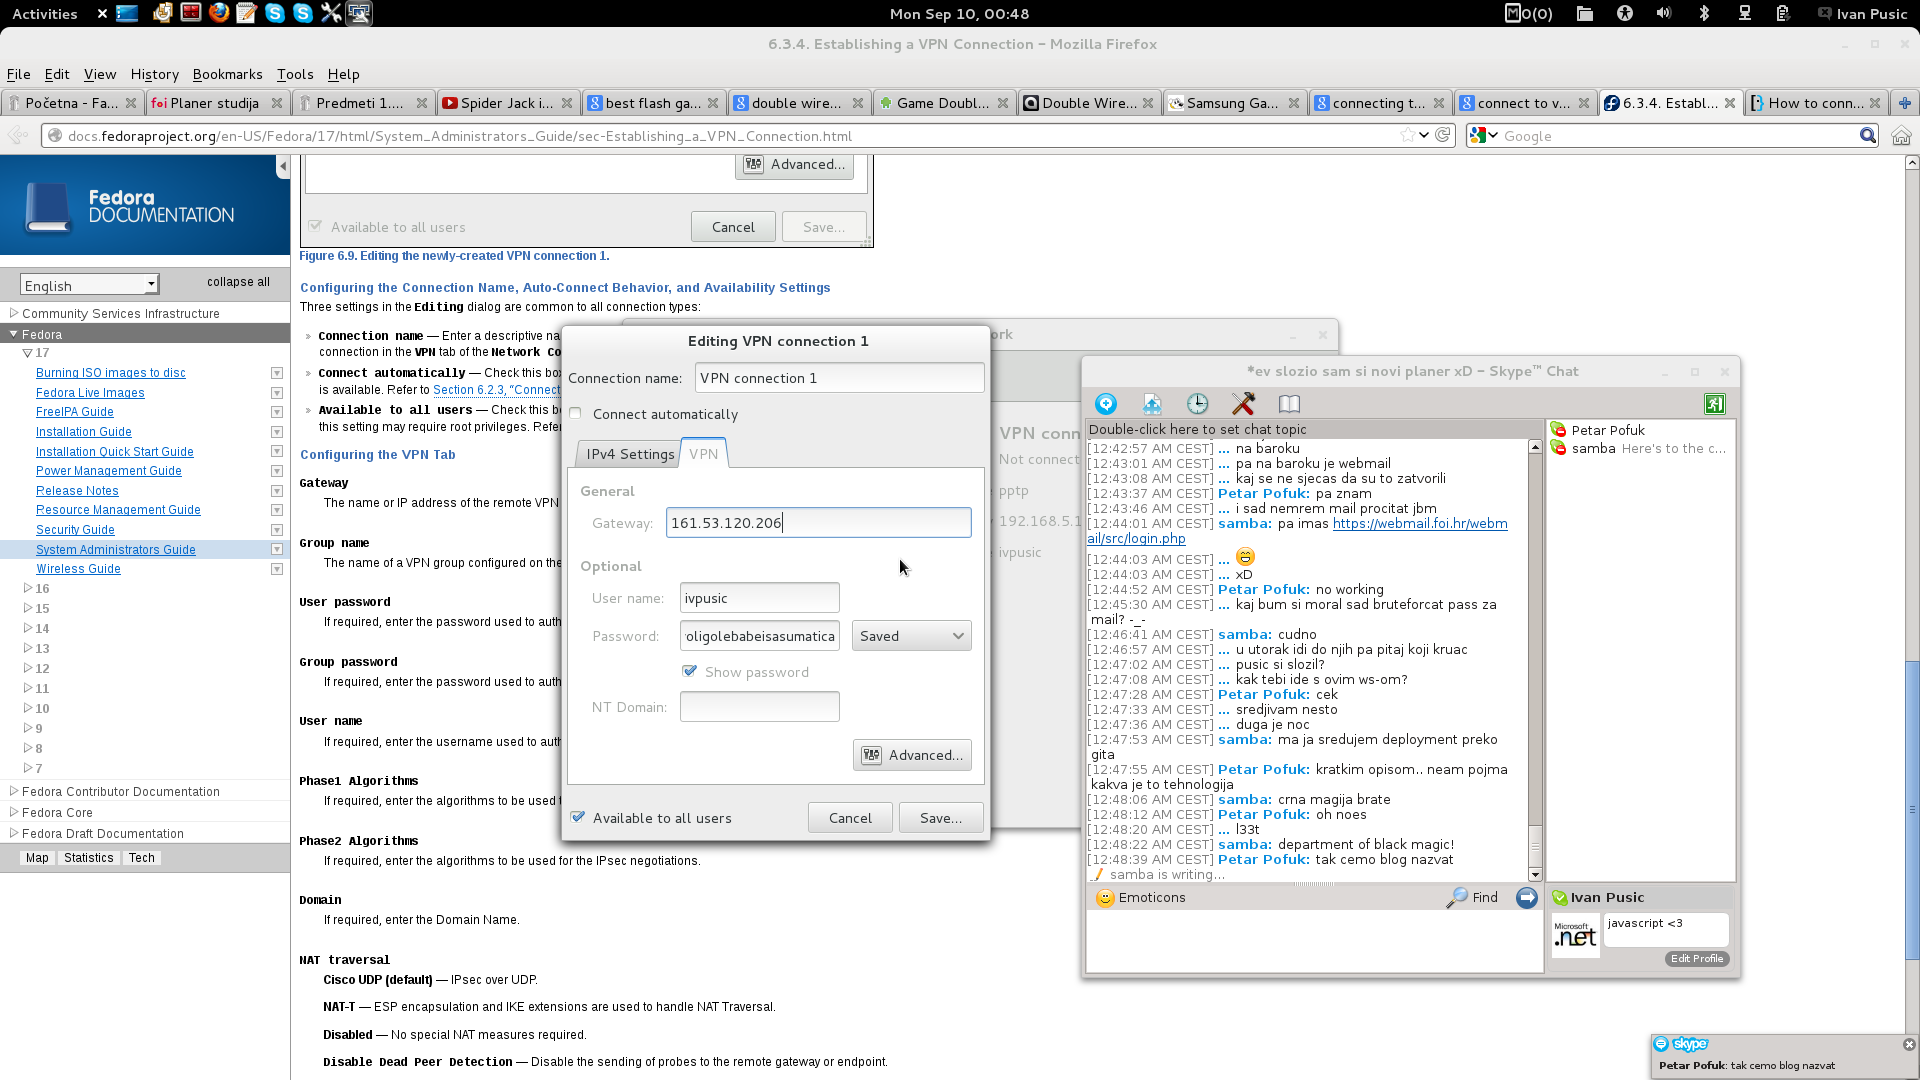 Activities
Mon Sep 10, 00:48
0(0)
Ivan Pusic
6.3.4. Establishing a VPN Connection – Mozilla Firefox
File Edit View History Bookmarks Tools Help
Početna - Fa...
foi Planer studija
Predmeti 1....
Spider Jack i...
best flash ga...
double wire...
Game Doubl...
Double Wire...
Samsung Ga...
connecting t...
connect to v...
6.3.4. Establ...
How to conn...
docs.fedoraproject.org/en-US/Fedora/17/html/System_Administrators_Guide/sec-Establishing_a_VPN_Connection.html
Google
Fedora
DOCUMENTATION
English
collapse all
Community Services Infrastructure
Fedora
17
Burning ISO images to disc
Fedora Live Images
FreeIPA Guide
Installation Guide
Installation Quick Start Guide
Power Management Guide
Release Notes
Resource Management Guide
Security Guide
System Administrators Guide
Wireless Guide
16
15
14
13
12
11
10
9
8
7
Fedora Contributor Documentation
Fedora Core
Fedora Draft Documentation
Map Statistics Tech
Advanced...
Available to all users
Cancel
Save...
Figure 6.9. Editing the newly-created VPN connection 1.
Configuring the Connection Name, Auto-Connect Behavior, and Availability Settings
Three settings in the Editing dialog are common to all connection types:
Connection name — Enter a descriptive na
connection in the VPN tab of the Network Co
Connect automatically — Check this box
is available. Refer to Section 6.2.3, “Connect
Available to all users — Check this b
this setting may require root privileges. Refer
Configuring the VPN Tab
Gateway
The name or IP address of the remote VPN
Group name
The name of a VPN group configured on the
User password
If required, enter the password used to auth
Group password
If required, enter the password used to auth
User name
If required, enter the username used to auth
Phase1 Algorithms
If required, enter the algorithms to be used
Phase2 Algorithms
If required, enter the algorithms to be used for the IPsec negotiations.
Domain
If required, enter the Domain Name.
NAT traversal
Cisco UDP (default) — IPsec over UDP.
NAT-T — ESP encapsulation and IKE extensions are used to handle NAT Traversal.
Disabled — No special NAT measures required.
Disable Dead Peer Detection — Disable the sending of probes to the remote gateway or endpoint.
Editing VPN connection 1
Connection name: VPN connection 1
Connect automatically
IPv4 Settings
VPN
General
Gateway: 161.53.120.206
Optional
User name: ivpusic
Password: oligolebabeisasumatica
Saved
Show password
NT Domain:
Advanced...
Available to all users
Cancel
Save...
ork
VPN conn
Not connect
pptp
192.168.5.1
ivpusic
*ev slozio sam si novi planer xD – Skype™ Chat
Double-click here to set chat topic
[12:42:57 AM CEST] ... na baroku
[12:43:01 AM CEST] ... pa na baroku je webmail
[12:43:08 AM CEST] ... kaj se ne sjecas da su to zatvorili
[12:43:37 AM CEST] Petar Pofuk: pa znam
[12:43:46 AM CEST] ... i sad nemrem mail procitat jbm
[12:44:01 AM CEST] samba: pa imas https://webmail.foi.hr/webm
ail/src/login.php
[12:44:03 AM CEST] ...
[12:44:03 AM CEST] ... xD
[12:44:52 AM CEST] Petar Pofuk: no working
[12:45:30 AM CEST] ... kaj bum si moral sad bruteforcat pass za
mail? -_-
[12:46:41 AM CEST] samba: cudno
[12:46:57 AM CEST] ... u utorak idi do njih pa pitaj koji kruac
[12:47:02 AM CEST] ... pusic si slozil?
[12:47:08 AM CEST] ... kak tebi ide s ovim ws-om?
[12:47:28 AM CEST] Petar Pofuk: cek
[12:47:33 AM CEST] ... sredjivam nesto
[12:47:36 AM CEST] ... duga je noc
[12:47:53 AM CEST] samba: ma ja sredujem deployment preko
gita
[12:47:55 AM CEST] Petar Pofuk: kratkim opisom.. neam pojma
kakva je to tehnologija
[12:48:06 AM CEST] samba: crna magija brate
[12:48:12 AM CEST] Petar Pofuk: oh noes
[12:48:20 AM CEST] ... l33t
[12:48:22 AM CEST] samba: department of black magic!
[12:48:39 AM CEST] Petar Pofuk: tak cemo blog nazvat
samba is writing...
Petar Pofuk
samba Here's to the c...
Emoticons
Find
Ivan Pusic
Microsoft
.net
javascript <3
Edit Profile
skype
Petar Pofuk: tak cemo blog nazvat